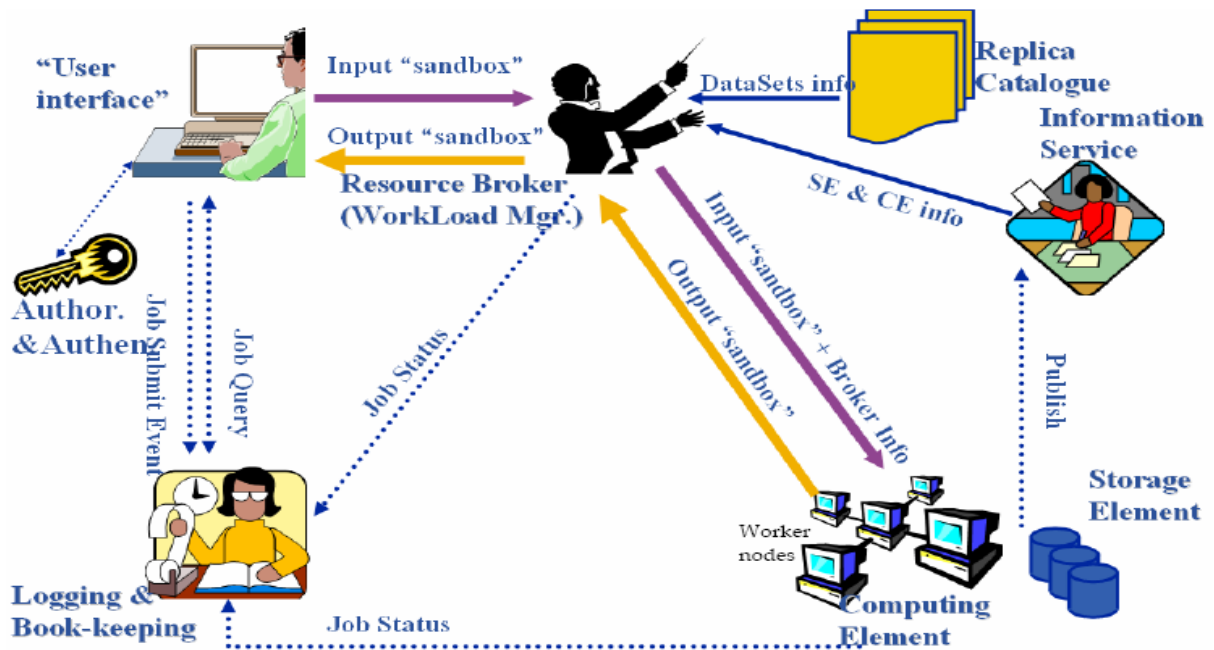 “User
interface”
Input “sandbox”
Output “sandbox”
Resource Broker
(WorkLoad Mgr.)
DataSets info
Replica
Catalogue
Information
Service
SE & CE info
Author.
&Authen.
Job Submit Event
Job Query
Job Status
Output “sandbox”
Input “sandbox” + Broker Info
Publish
Storage
Element
Worker
nodes
Computing
Element
Logging &
Book-keeping
Job Status